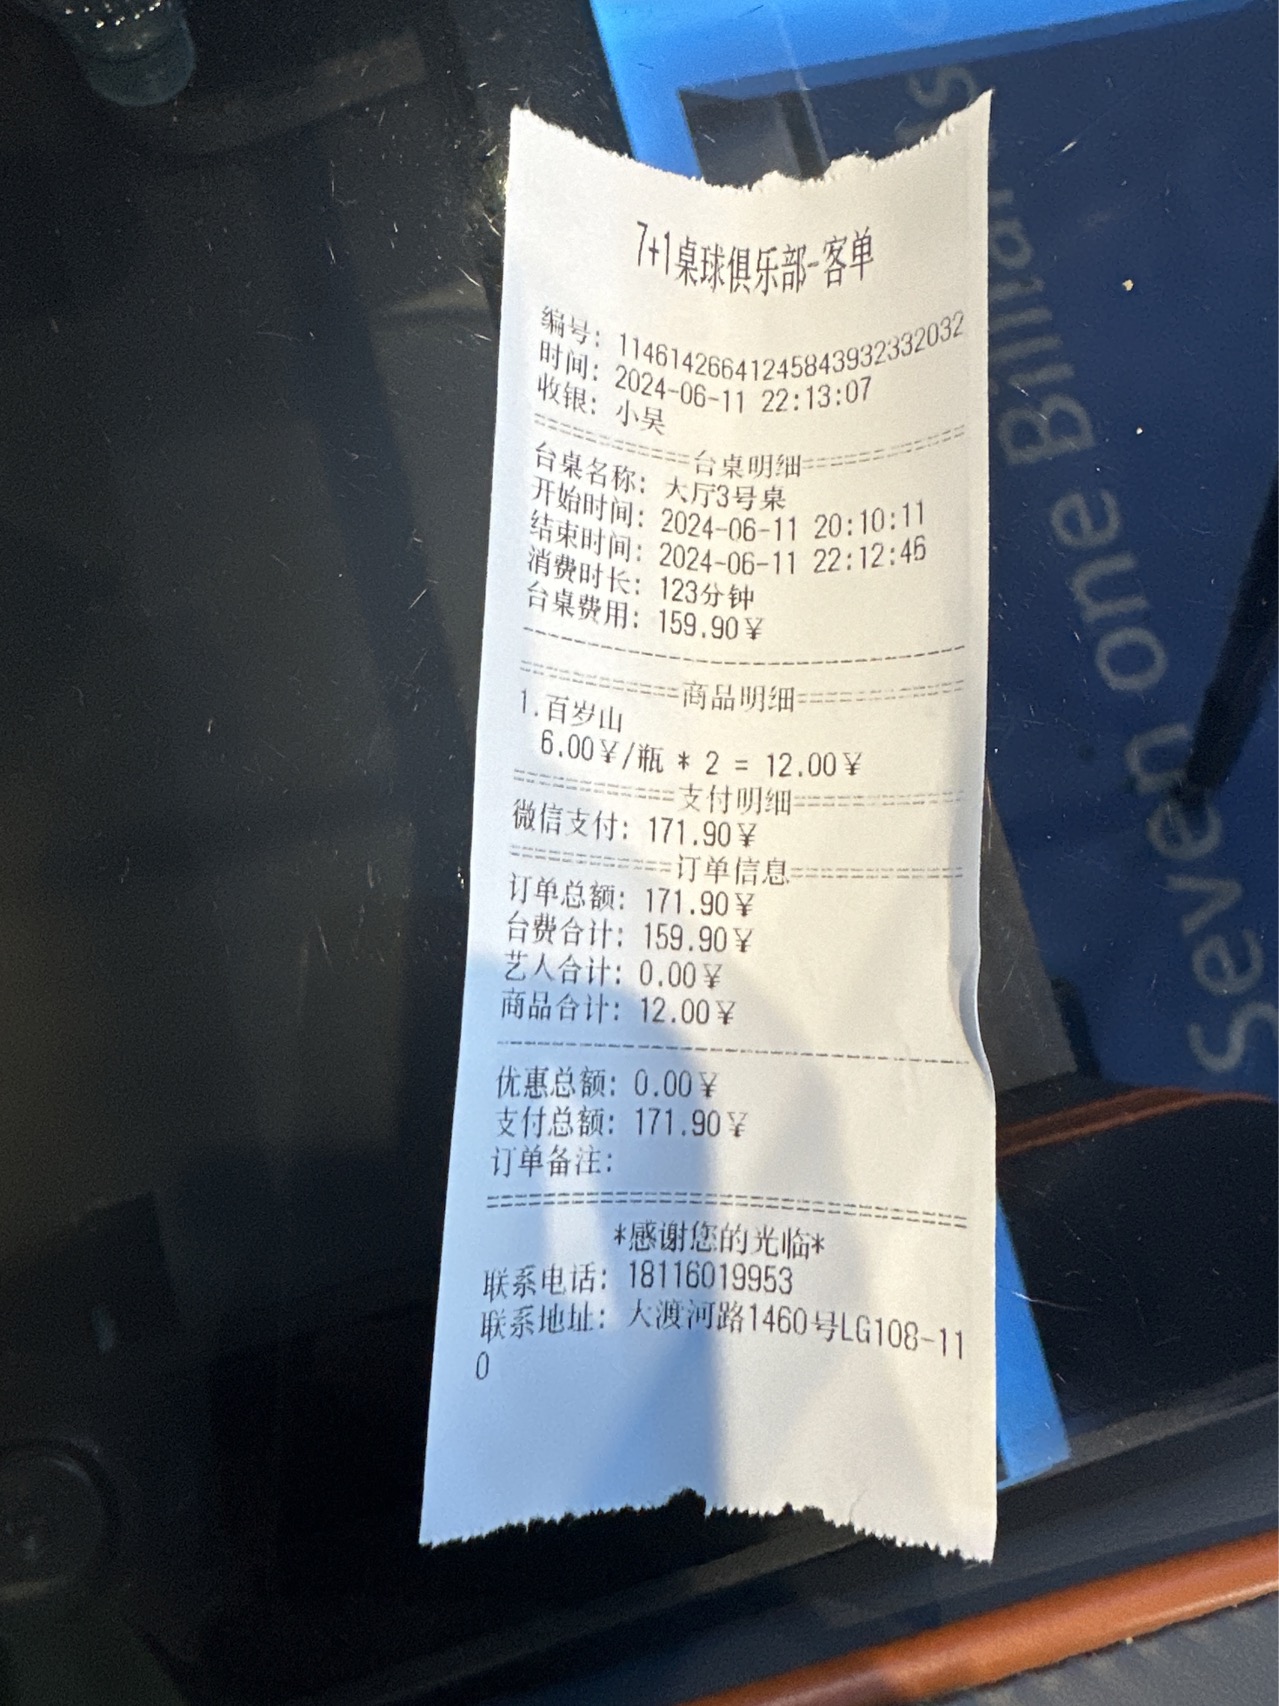 7+1桌球俱乐部-客单
编号: 1146142664124584393233​2032
时间: 2024-06-11 22:13:07
收银: 小吴
======台桌明细======
台桌名称: 大厅3号桌
开始时间: 2024-06-11 20:10:11
结束时间: 2024-06-11 22:12:46
消费时长: 123分钟
台桌费用: 159.90¥
======商品明细======
1.百岁山
6.00¥/瓶 * 2 = 12.00¥
======支付明细======
微信支付: 171.90¥
======订单信息======
订单总额: 171.90¥
台费合计: 159.90¥
艺人合计: 0.00¥
商品合计: 12.00¥
优惠总额: 0.00¥
支付总额: 171.90¥
订单备注:
*感谢您的光临*
联系电话: 18116019953
联系地址: 大渡河路1460号LG108-11
0
Seven one Billiards